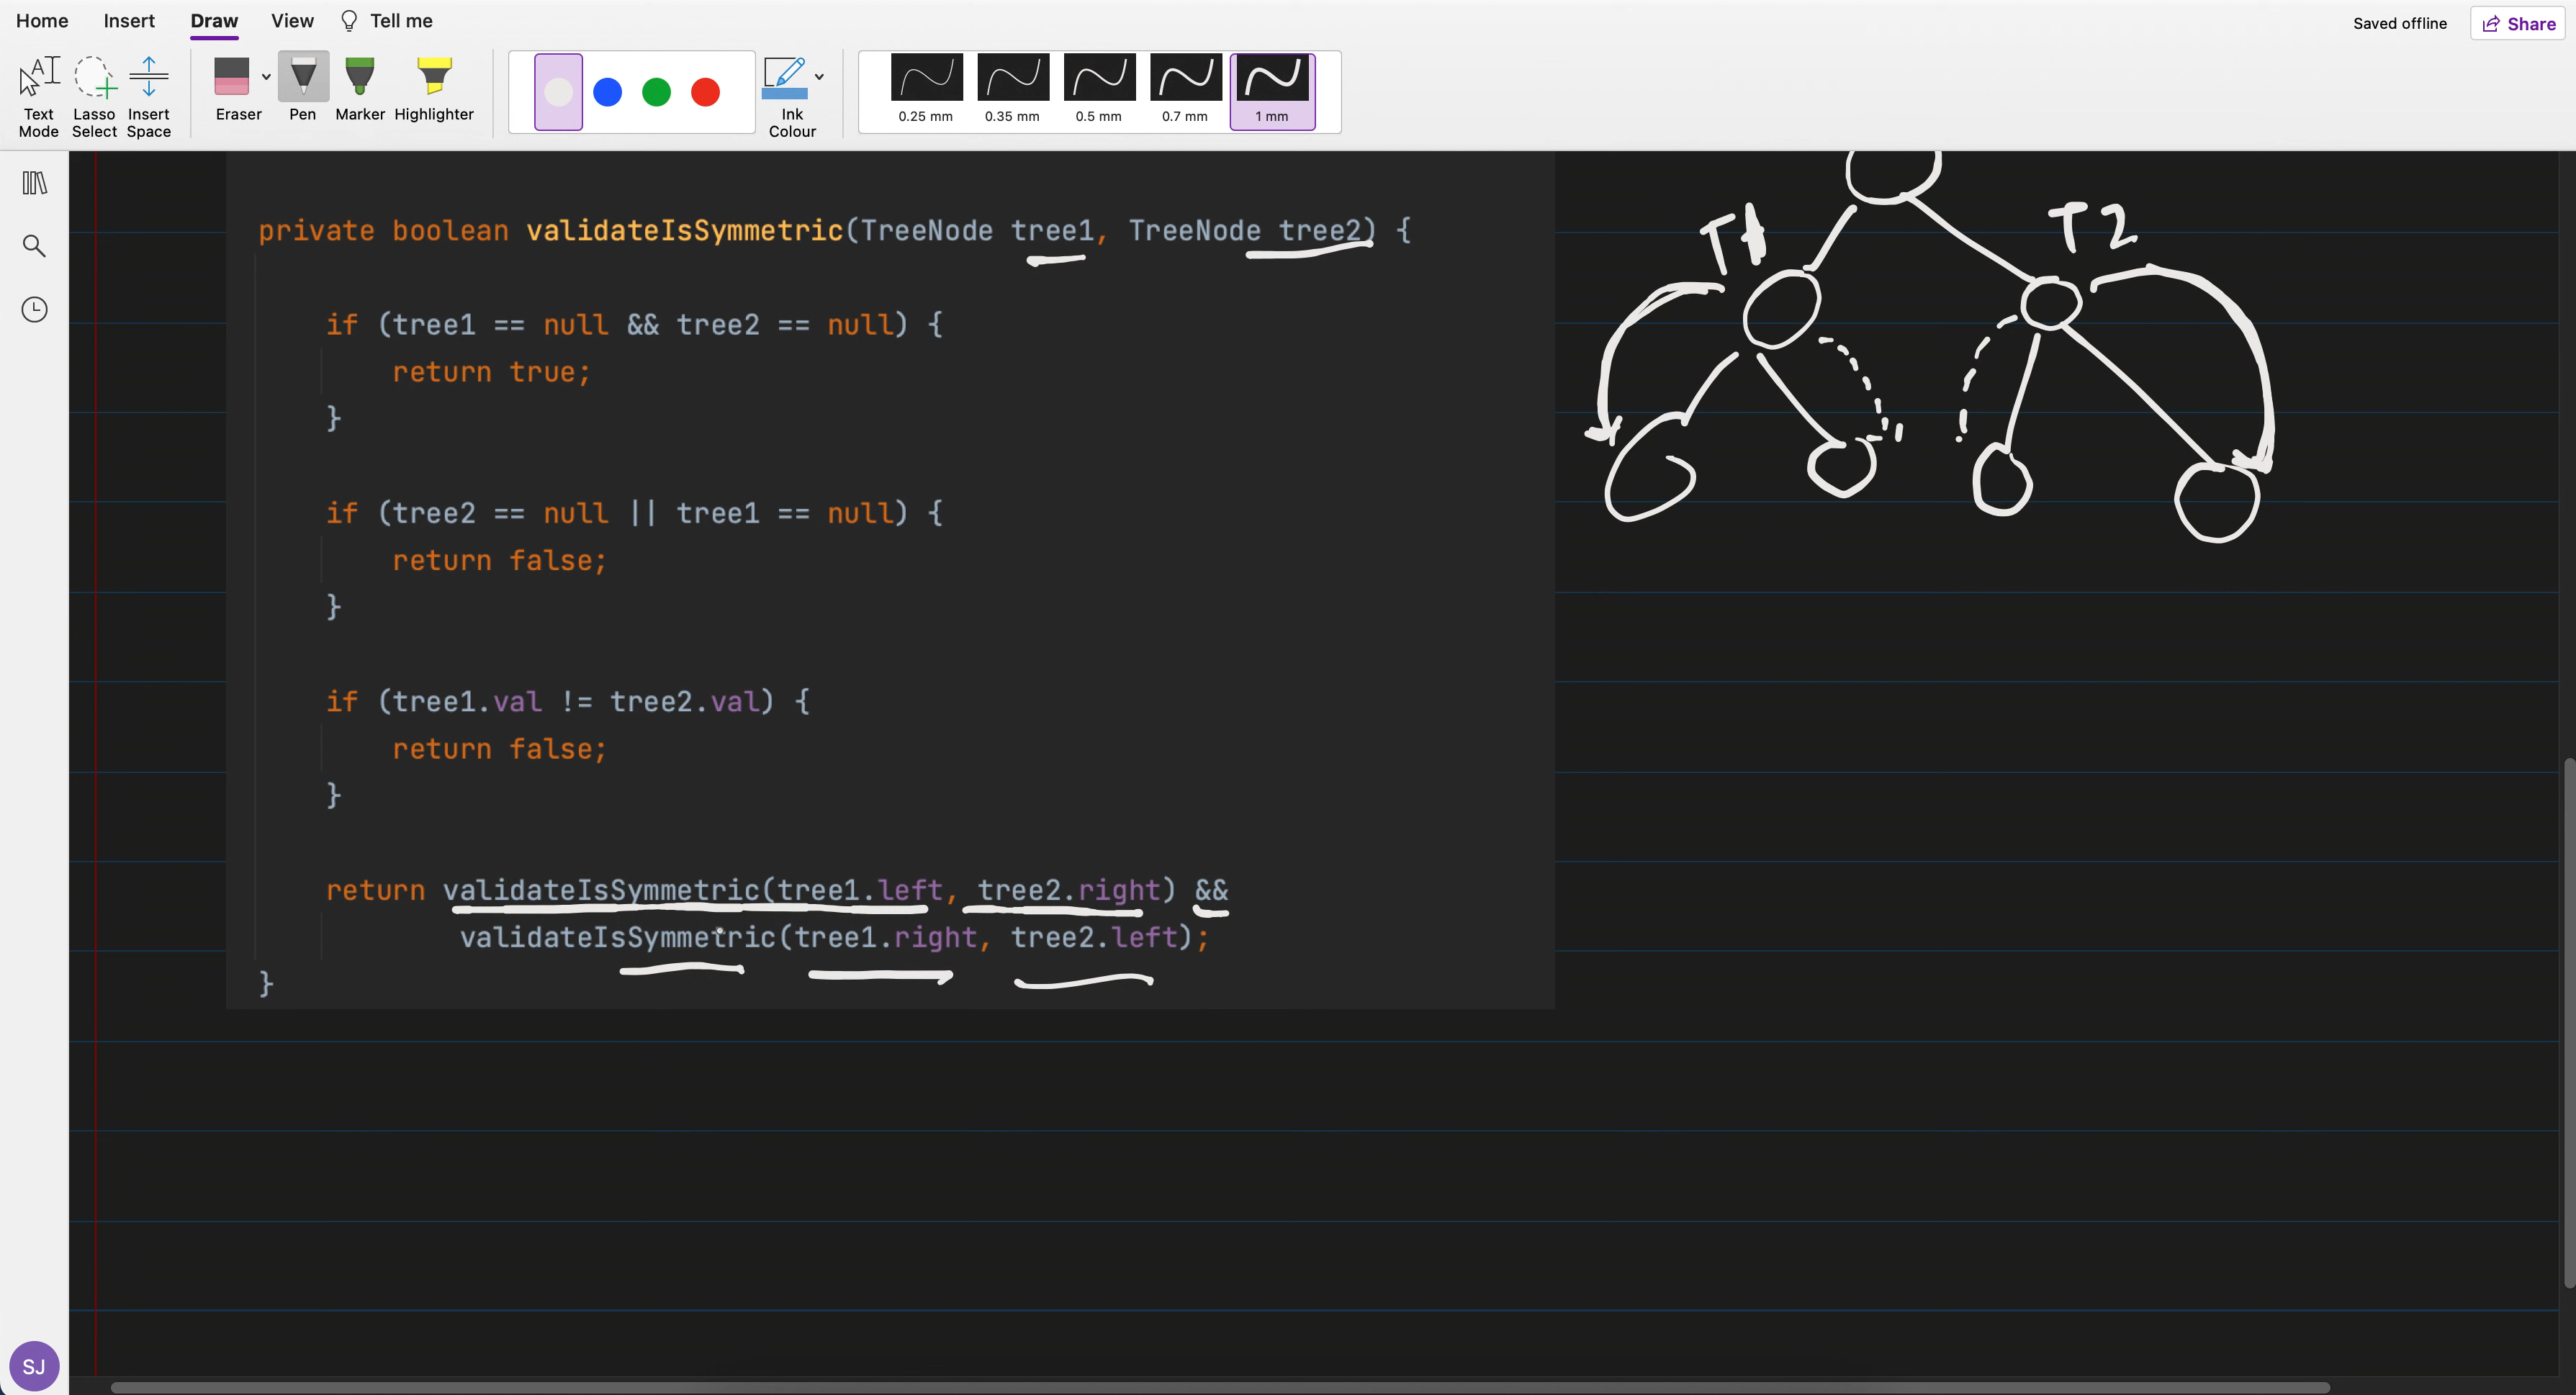 Home Insert Draw View Tell me Saved offline Share
Text Mode Lasso Select Insert Space Eraser Pen Marker Highlighter Ink Colour 0.25 mm 0.35 mm 0.5 mm 0.7 mm 1 mm
private boolean validateIsSymmetric(TreeNode tree1, TreeNode tree2) {
if (tree1 == null && tree2 == null) {
return true;
}
if (tree2 == null || tree1 == null) {
return false;
}
if (tree1.val != tree2.val) {
return false;
}
return validateIsSymmetric(tree1.left, tree2.right) &&
validateIsSymmetric(tree1.right, tree2.left);
}
T1 T2
SJ